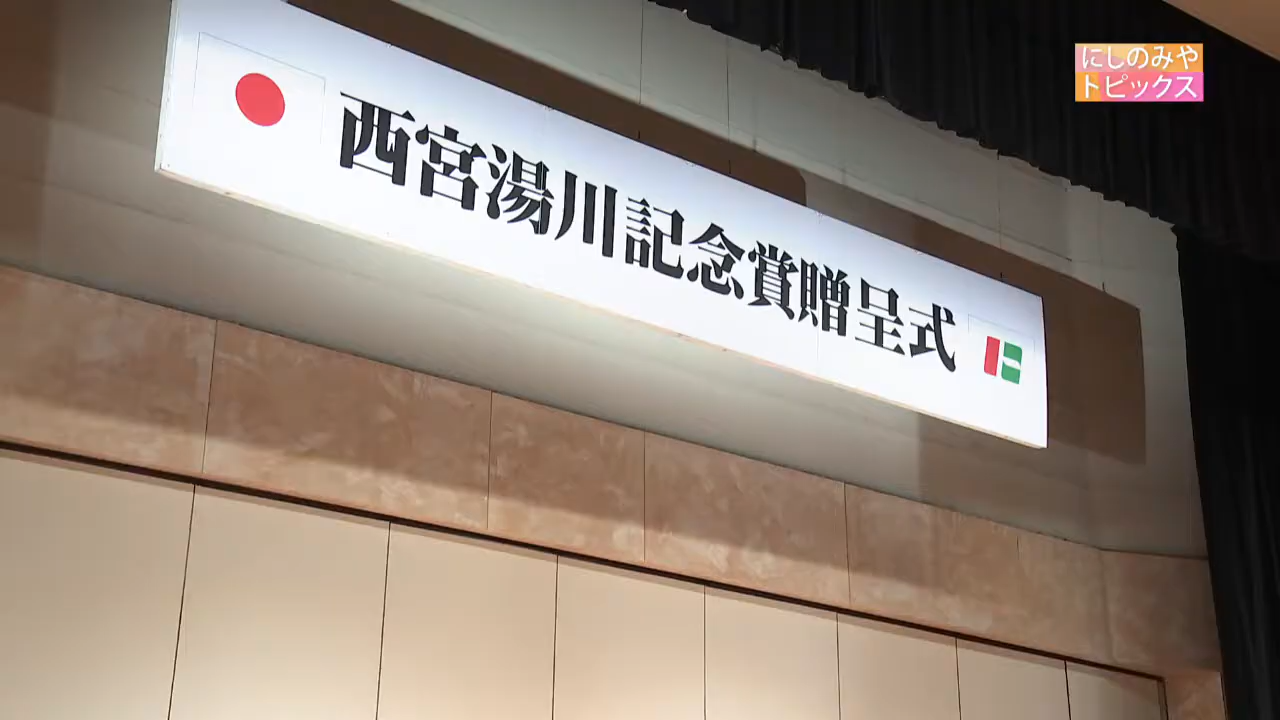 にしのみや
トピックス
西宮湯川記念賞贈呈式